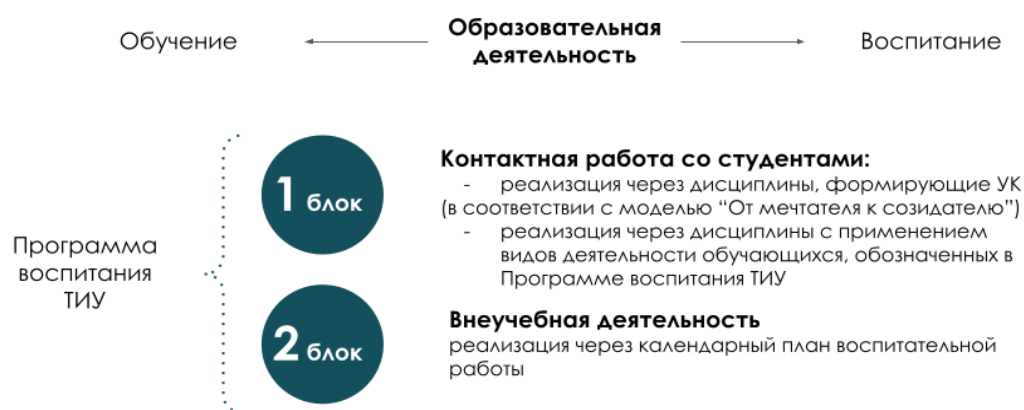 Обучение
Образовательная
деятельность
Воспитание
Программа
воспитания
ТИУ
1 блок
Контактная работа со студентами:
- реализация через дисциплины, формирующие УК
(в соответствии с моделью “От мечтателя к созидателю”)
- реализация через дисциплины с применением
видов деятельности обучающихся, обозначенных в
Программе воспитания ТИУ
2 блок
Внеучебная деятельность
реализация через календарный план воспитательной
работы